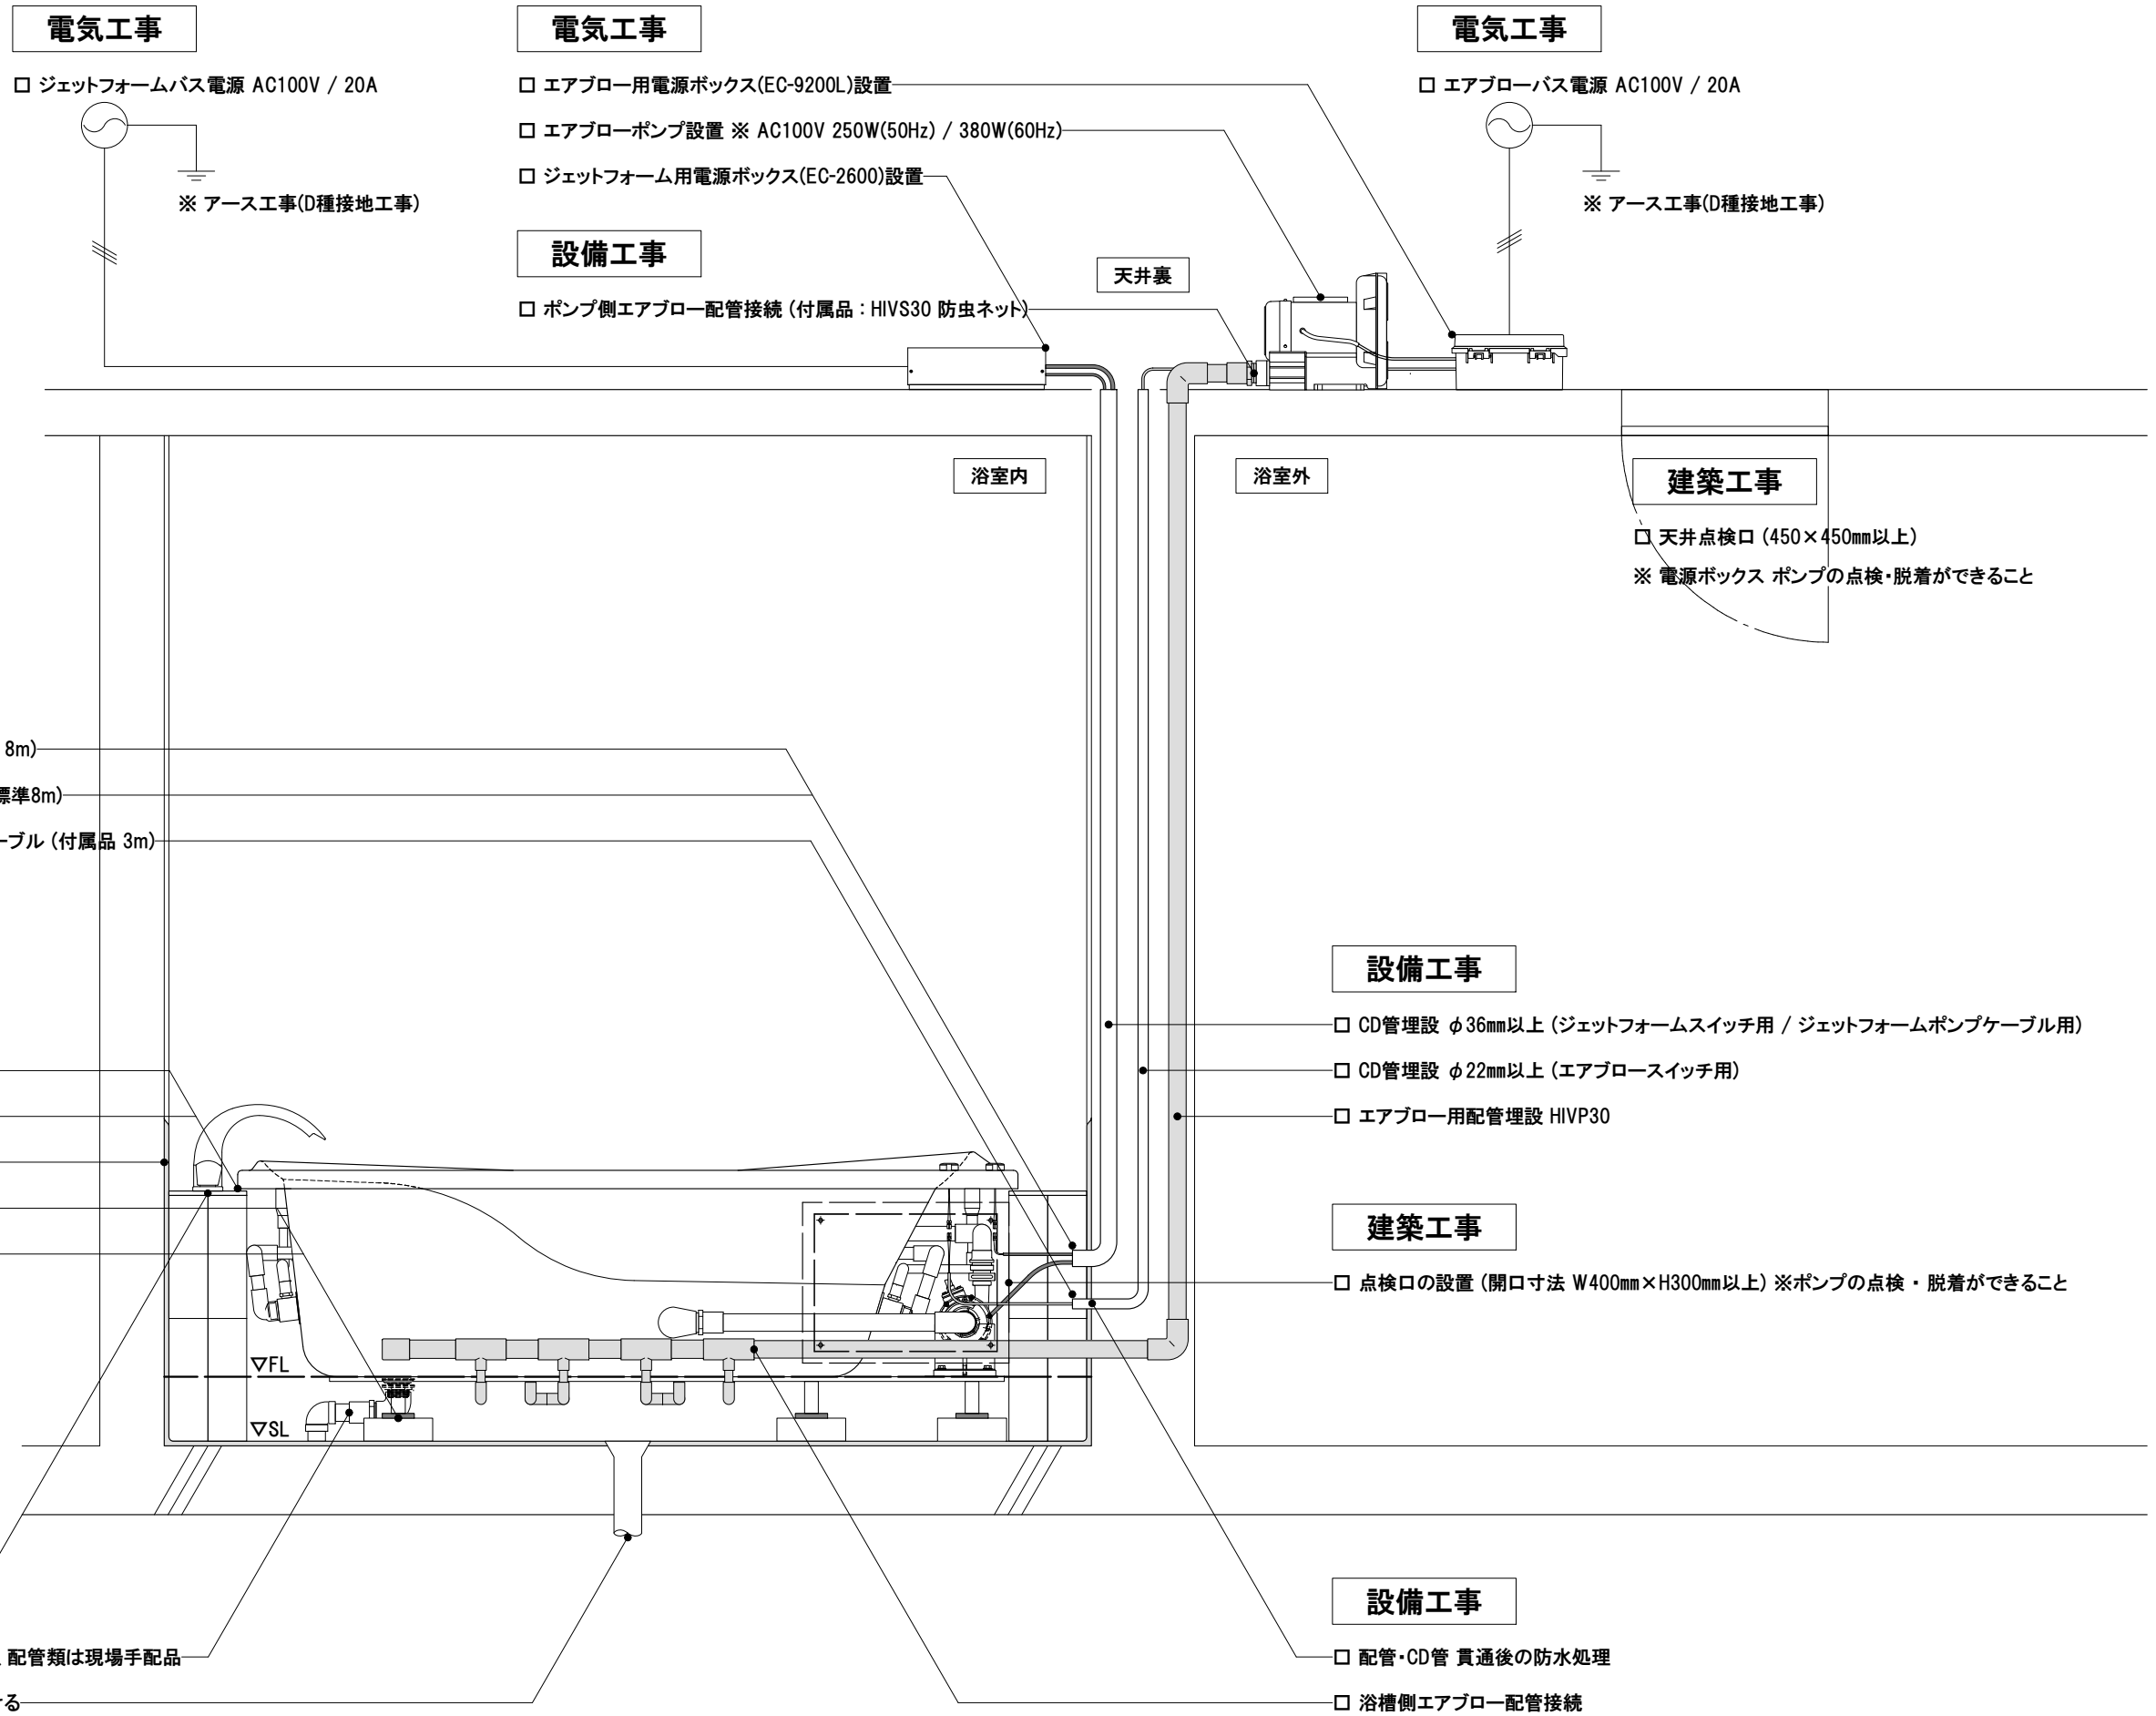 電気工事
□ ジェットフォームバス電源 AC100V / 20A
※ アース工事(D種接地工事)
電気工事
□ エアブロー用電源ボックス(EC-9200L)設置
□ エアブローポンプ設置 ※ AC100V 250W(50Hz) / 380W(60Hz)
□ ジェットフォーム用電源ボックス(EC-2600)設置
設備工事
□ ポンプ側エアブロー配管接続 (付属品：HIVS30 防虫ネット)
天井裏
電気工事
□ エアブローバス電源 AC100V / 20A
※ アース工事(D種接地工事)
浴室内
浴室外
建築工事
□ 天井点検口 (450×450mm以上)
※ 電源ボックス ポンプの点検・脱着ができること
8m)
標準8m)
ーブル (付属品 3m)
設備工事
□ CD管埋設 φ36mm以上 (ジェットフォームスイッチ用 / ジェットフォームポンプケーブル用)
□ CD管埋設 φ22mm以上 (エアブロースイッチ用)
□ エアブロー用配管埋設 HIVP30
建築工事
□ 点検口の設置 (開口寸法 W400mm×H300mm以上) ※ポンプの点検・脱着ができること
▽FL
▽SL
設備工事
□ 配管・CD管 貫通後の防水処理
□ 浴槽側エアブロー配管接続
配管類は現場手配品
ける